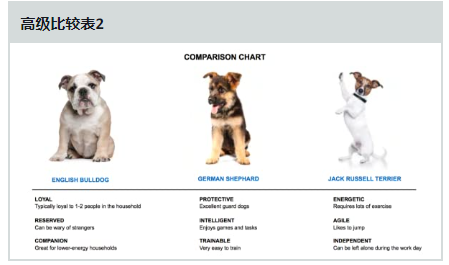 高级比较表2
COMPARISON CHART
ENGLISH BULLDOG
GERMAN SHEPHARD
JACK RUSSELL TERRIER
LOYAL
Typically loyal to 1-2 people in the household
PROTECTIVE
Excellent guard dogs
ENERGETIC
Requires lots of exercise
RESERVED
Can be wary of strangers
INTELLIGENT
Enjoys games and tasks
AGILE
Likes to jump
COMPANION
Great for lower-energy households
TRAINABLE
Very easy to train
INDEPENDENT
Can be left alone during the work day